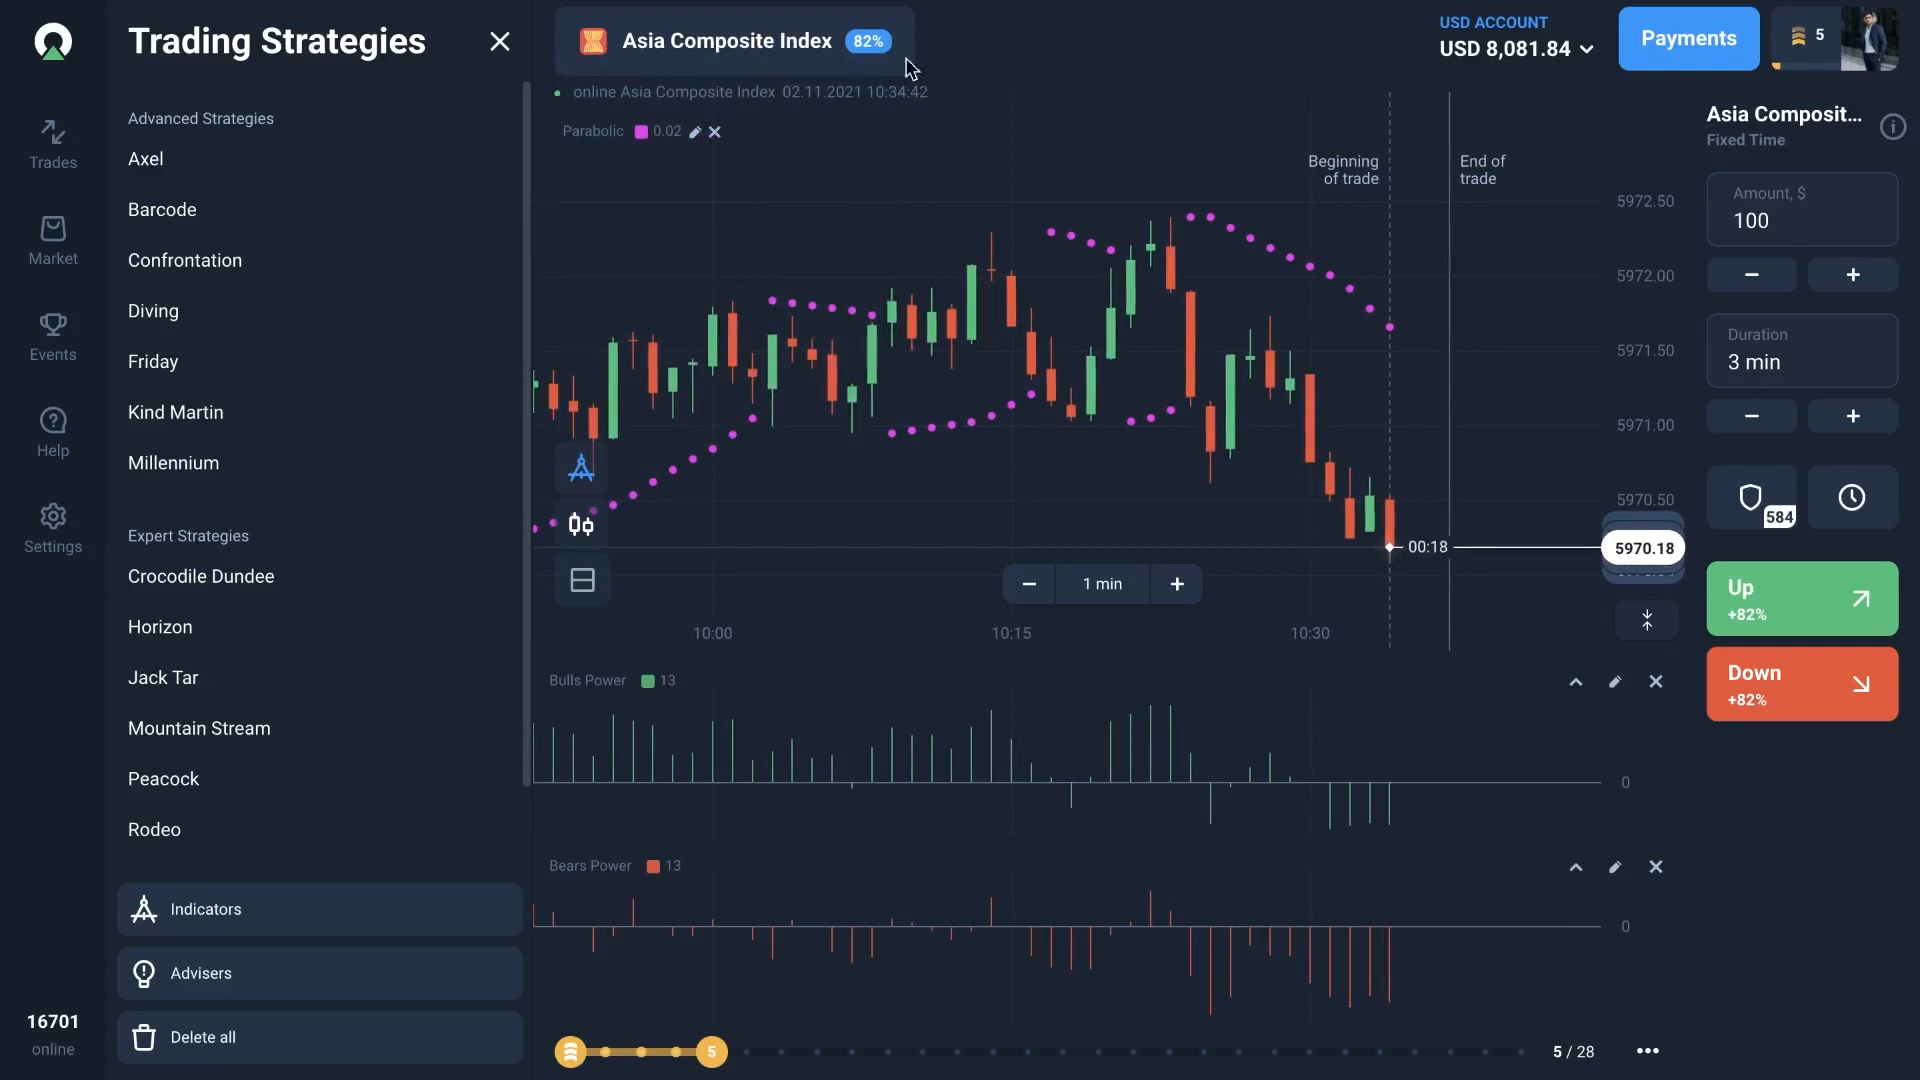 Trading Strategies
Advanced Strategies
Axel
Barcode
Confrontation
Diving
Friday
Kind Martin
Millennium
Expert Strategies
Crocodile Dundee
Horizon
Jack Tar
Mountain Stream
Peacock
Rodeo
Indicators
Advisers
Delete all
Trades
Market
Events
Help
Settings
16701
online
Asia Composite Index 82%
online Asia Composite Index 02.11.2021 10:34:42
Parabolic 0.02
Beginning
of trade
End of
trade
5972.50
5972.00
5971.50
5971.00
5970.50
00:18
5970.18
1 min
10:00 10:15 10:30
Bulls Power 13
0
Bears Power 13
0
5
5 / 28
USD ACCOUNT
USD 8,081.84
Payments
5
Asia Composit...
Fixed Time
Amount, $
100
Duration
3 min
584
Up
+82%
Down
+82%